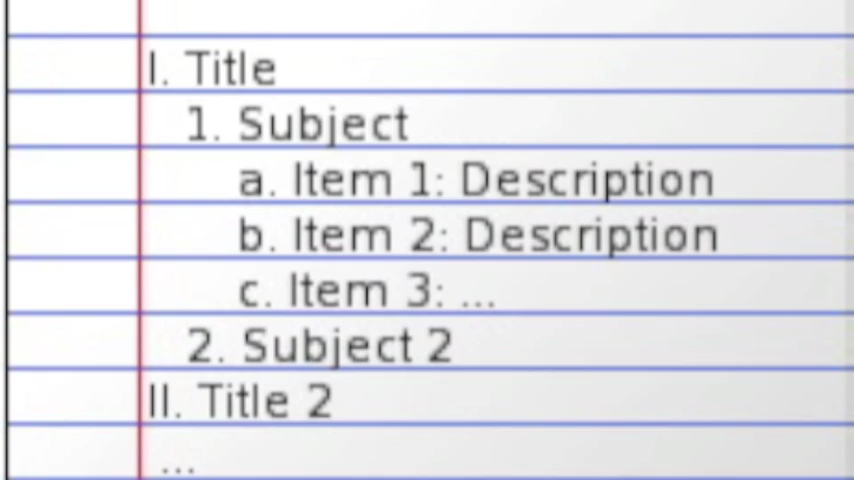 I. Title
1. Subject
a. Item 1: Description
b. Item 2: Description
c. Item 3: ...
2. Subject 2
II. Title 2
...